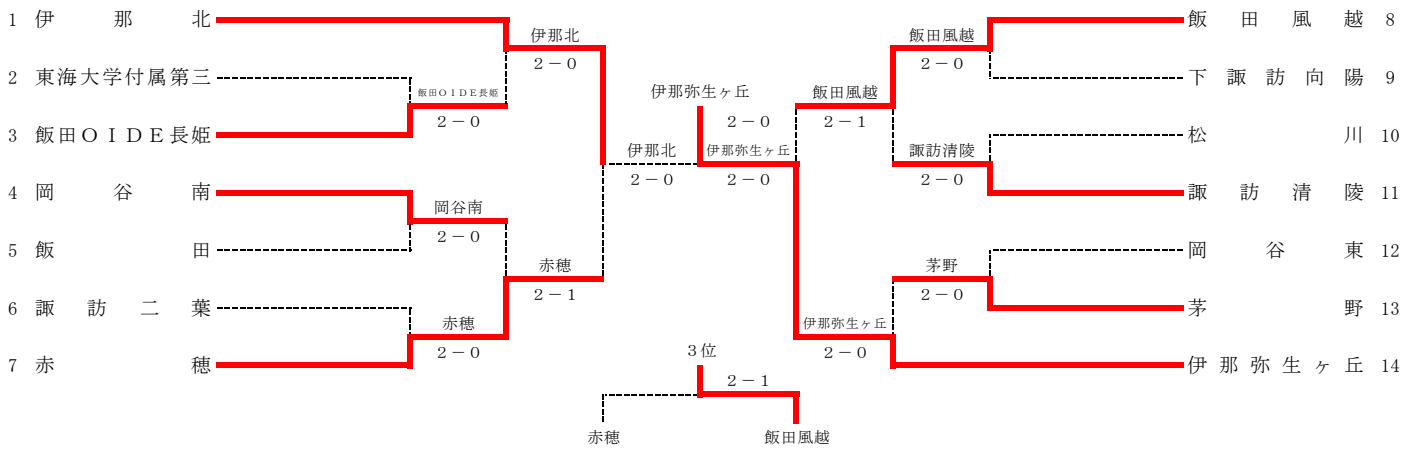 1 伊那北
2 東海大学付属第三
3 飯田ＯＩＤＥ長姫
4 岡谷南
5 飯田
6 諏訪二葉
7 赤穂
伊那北
２－０
飯田ＯＩＤＥ長姫
２－０
岡谷南
２－０
赤穂
２－１
赤穂
２－０
伊那北
２－０
伊那弥生ヶ丘
２－０
伊那弥生ヶ丘
２－０
飯田風越
２－１
飯田風越
２－０
諏訪清陵
２－０
茅野
２－０
伊那弥生ヶ丘
２－０
３位
２－１
赤穂
飯田風越
飯田風越 8
下諏訪向陽 9
松川 10
諏訪清陵 11
岡谷東 12
茅野 13
伊那弥生ヶ丘 14